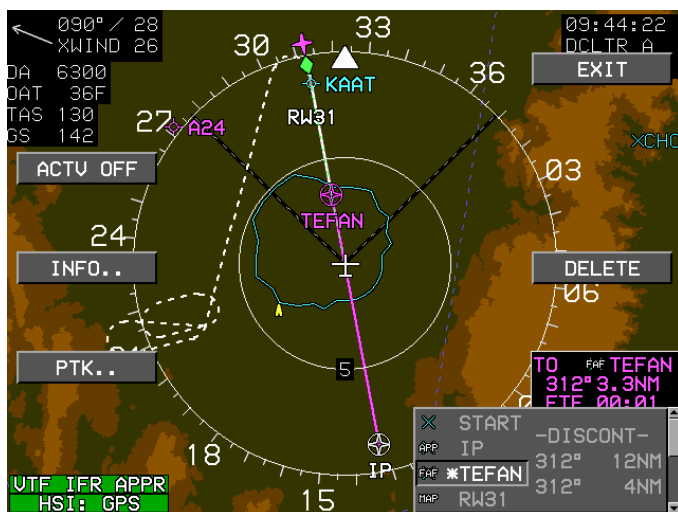 090° / 28
XWIND 26
DA 6300
OAT 36F
TAS 130
GS 142
09:44:22
DCLTR A
EXIT
30
33
36
KAAT
RW31
27
A24
XCHO
ACTV OFF
03
TEFAN
24
INFO..
DELETE
06
PTK..
5
TO FAF TEFAN
312° 3.3NM
ETE 00:01
START
-DISCONT-
APP IP
312° 12NM
FAF *TEFAN
312° 4NM
MAP RW31
18
IP
15
VTF IFR APPR
HSI: GPS